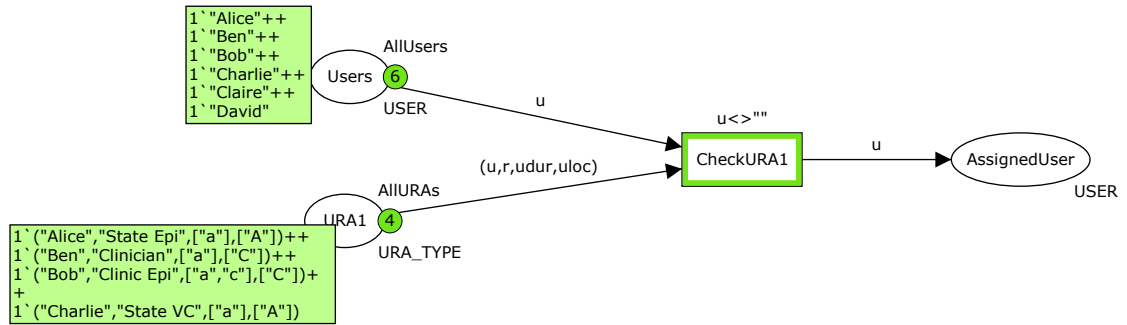 1`"Alice"++
1`"Ben"++
1`"Bob"++
1`"Charlie"++
1`"Claire"++
1`"David"
AllUsers
Users
6
USER
u
u<>""
CheckURA1
u
AssignedUser
USER
(u,r,udur,uloc)
AllURAs
URA1
4
URA_TYPE
1`("Alice","State Epi",["a"],["A"])++
1`("Ben","Clinician",["a"],["C"])++
1`("Bob","Clinic Epi",["a","c"],["C"])+
+
1`("Charlie","State VC",["a"],["A"])